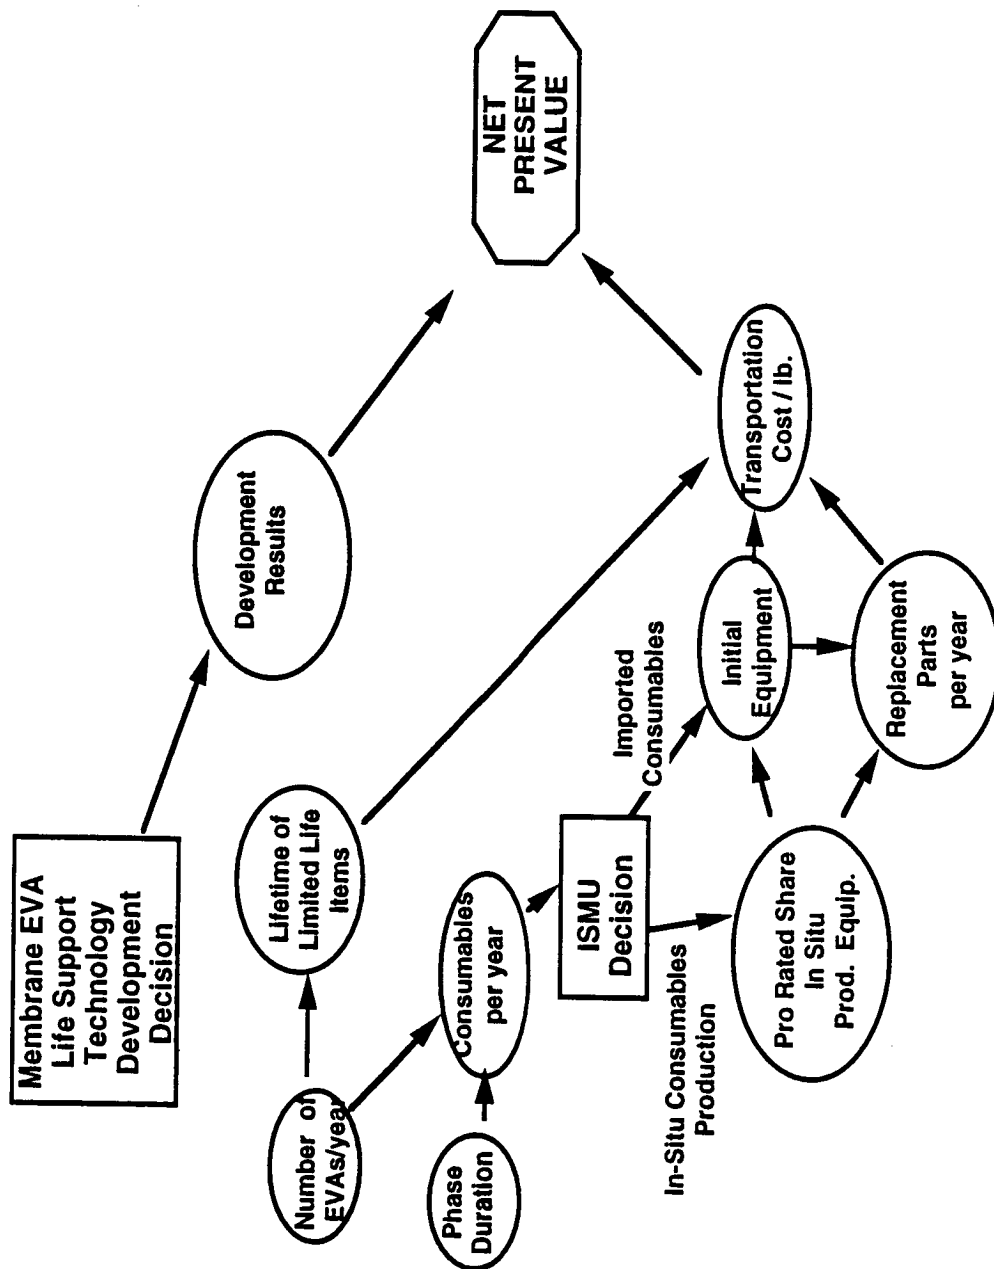 Membrane EVA
Life Support
Technology
Development
Decision
Development
Results
NET
PRESENT
VALUE
Number of
EVAs/year
Lifetime of
Limited Life
Items
Phase
Duration
Consumables
per year
ISMU
Decision
Imported
Consumables
In-Situ Consumables
Production
Initial
Equipment
Transportation
Cost / lb.
Pro Rated Share
In Situ
Prod. Equip.
Replacement
Parts
per year